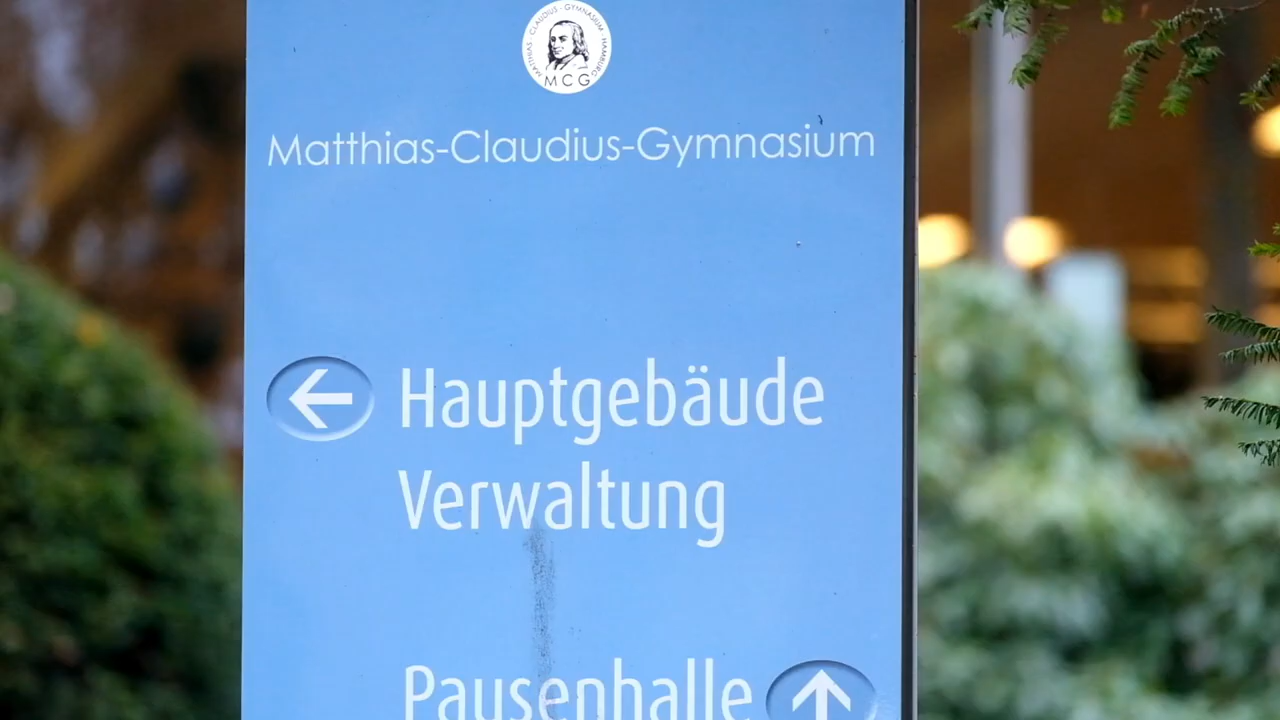 MATTHIAS - CLAUDIUS - GYMNASIUM - HAMBURG
MCG
Matthias-Claudius-Gymnasium
Hauptgebäude
Verwaltung
Pausenhalle